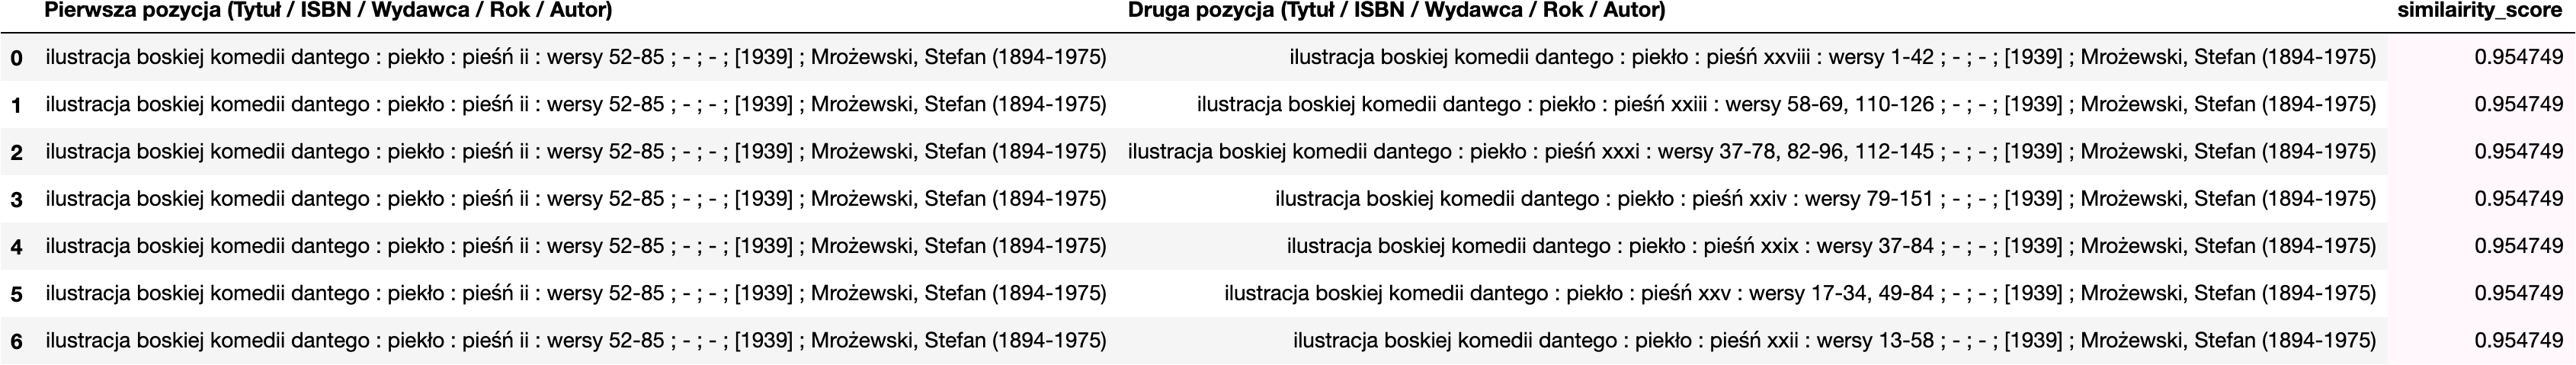 Pierwsza pozycja (Tytuł / ISBN / Wydawca / Rok / Autor) Druga pozycja (Tytuł / ISBN / Wydawca / Rok / Autor) similairity_score
0 ilustracja boskiej komedii dantego : piekło : pieśń ii : wersy 52-85 ; - ; - ; [1939] ; Mrożewski, Stefan (1894-1975) ilustracja boskiej komedii dantego : piekło : pieśń xxviii : wersy 1-42 ; - ; - ; [1939] ; Mrożewski, Stefan (1894-1975) 0.954749
1 ilustracja boskiej komedii dantego : piekło : pieśń ii : wersy 52-85 ; - ; - ; [1939] ; Mrożewski, Stefan (1894-1975) ilustracja boskiej komedii dantego : piekło : pieśń xxiii : wersy 58-69, 110-126 ; - ; - ; [1939] ; Mrożewski, Stefan (1894-1975) 0.954749
2 ilustracja boskiej komedii dantego : piekło : pieśń ii : wersy 52-85 ; - ; - ; [1939] ; Mrożewski, Stefan (1894-1975) ilustracja boskiej komedii dantego : piekło : pieśń xxxi : wersy 37-78, 82-96, 112-145 ; - ; - ; [1939] ; Mrożewski, Stefan (1894-1975) 0.954749
3 ilustracja boskiej komedii dantego : piekło : pieśń ii : wersy 52-85 ; - ; - ; [1939] ; Mrożewski, Stefan (1894-1975) ilustracja boskiej komedii dantego : piekło : pieśń xxiv : wersy 79-151 ; - ; - ; [1939] ; Mrożewski, Stefan (1894-1975) 0.954749
4 ilustracja boskiej komedii dantego : piekło : pieśń ii : wersy 52-85 ; - ; - ; [1939] ; Mrożewski, Stefan (1894-1975) ilustracja boskiej komedii dantego : piekło : pieśń xxix : wersy 37-84 ; - ; - ; [1939] ; Mrożewski, Stefan (1894-1975) 0.954749
5 ilustracja boskiej komedii dantego : piekło : pieśń ii : wersy 52-85 ; - ; - ; [1939] ; Mrożewski, Stefan (1894-1975) ilustracja boskiej komedii dantego : piekło : pieśń xxv : wersy 17-34, 49-84 ; - ; - ; [1939] ; Mrożewski, Stefan (1894-1975) 0.954749
6 ilustracja boskiej komedii dantego : piekło : pieśń ii : wersy 52-85 ; - ; - ; [1939] ; Mrożewski, Stefan (1894-1975) ilustracja boskiej komedii dantego : piekło : pieśń xxii : wersy 13-58 ; - ; - ; [1939] ; Mrożewski, Stefan (1894-1975) 0.954749